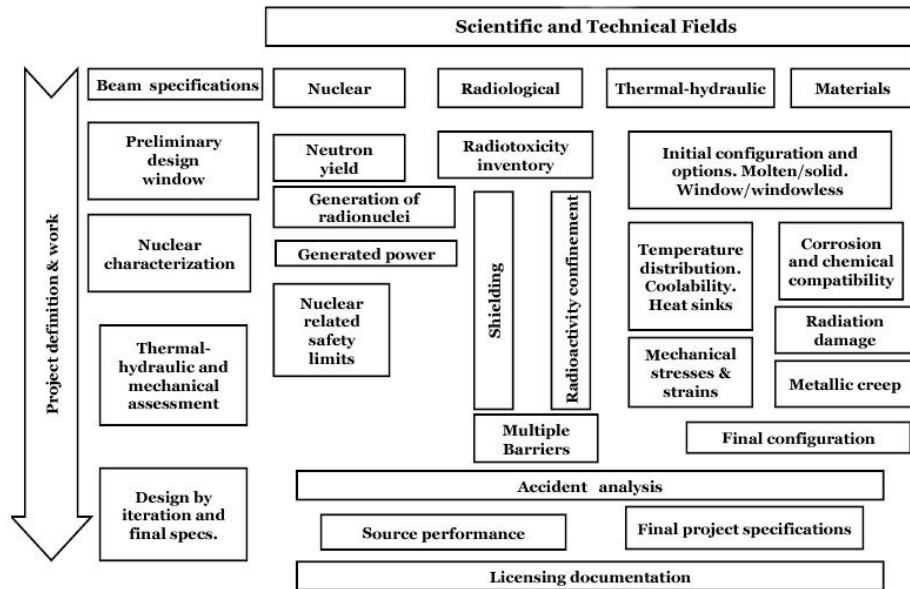 Scientific and Technical Fields
Beam specifications
Nuclear
Radiological
Thermal-hydraulic
Materials
Project definition & work
Preliminary
design
window
Neutron
yield
Radiotoxicity
inventory
Initial configuration and
options. Molten/solid.
Window/windowless
Generation of
radionuclei
Nuclear
characterization
Generated power
Shielding
Radioactivity confinement
Temperature
distribution.
Coolability.
Heat sinks
Corrosion
and chemical
compatibility
Nuclear
related
safety
limits
Radiation
damage
Thermal-
hydraulic and
mechanical
assessment
Mechanical
stresses &
strains
Metallic creep
Multiple
Barriers
Final configuration
Design by
iteration and
final specs.
Accident analysis
Source performance
Final project specifications
Licensing documentation